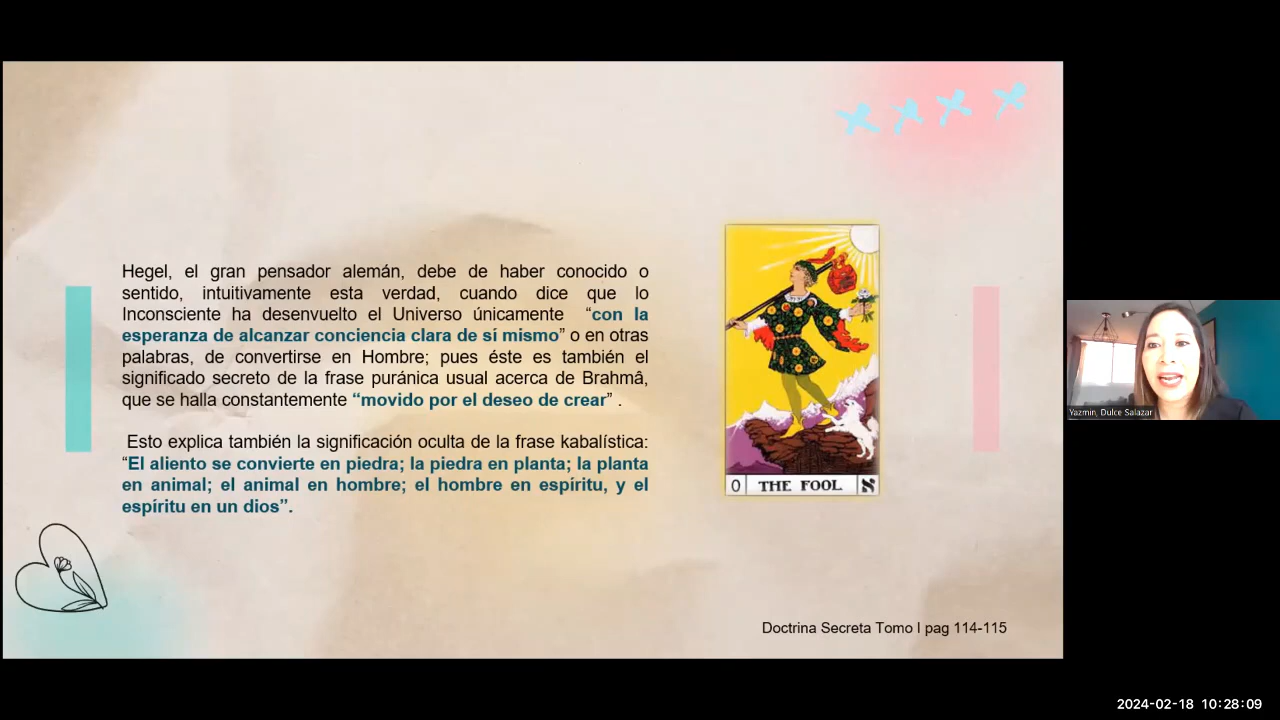 Hegel, el gran pensador alemán, debe de haber conocido o
sentido, intuitivamente esta verdad, cuando dice que lo
Inconsciente ha desenvuelto el Universo únicamente “con la
esperanza de alcanzar conciencia clara de sí mismo” o en otras
palabras, de convertirse en Hombre; pues éste es también el
significado secreto de la frase puránica usual acerca de Brahmâ,
que se halla constantemente “movido por el deseo de crear” .
Esto explica también la significación oculta de la frase kabalística:
“El aliento se convierte en piedra; la piedra en planta; la planta
en animal; el animal en hombre; el hombre en espíritu, y el
espíritu en un dios”.
0 THE FOOL א
Doctrina Secreta Tomo I pag 114-115
Yazmin, Dulce Salazar
2024-02-18 10:28:09